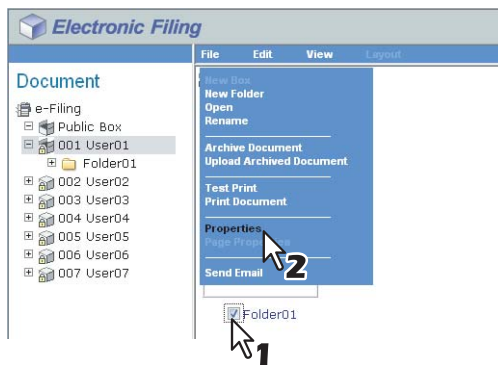 Electronic Filing
File Edit View Layout
Document
e-Filing
Public Box
001 User01
Folder01
002 User02
003 User03
004 User04
005 User05
006 User06
007 User07
New Box
New Folder
Open
Rename
Archive Document
Upload Archived Document
Test Print
Print Document
Properties
Page Properties
Send Email
2
Folder01
1